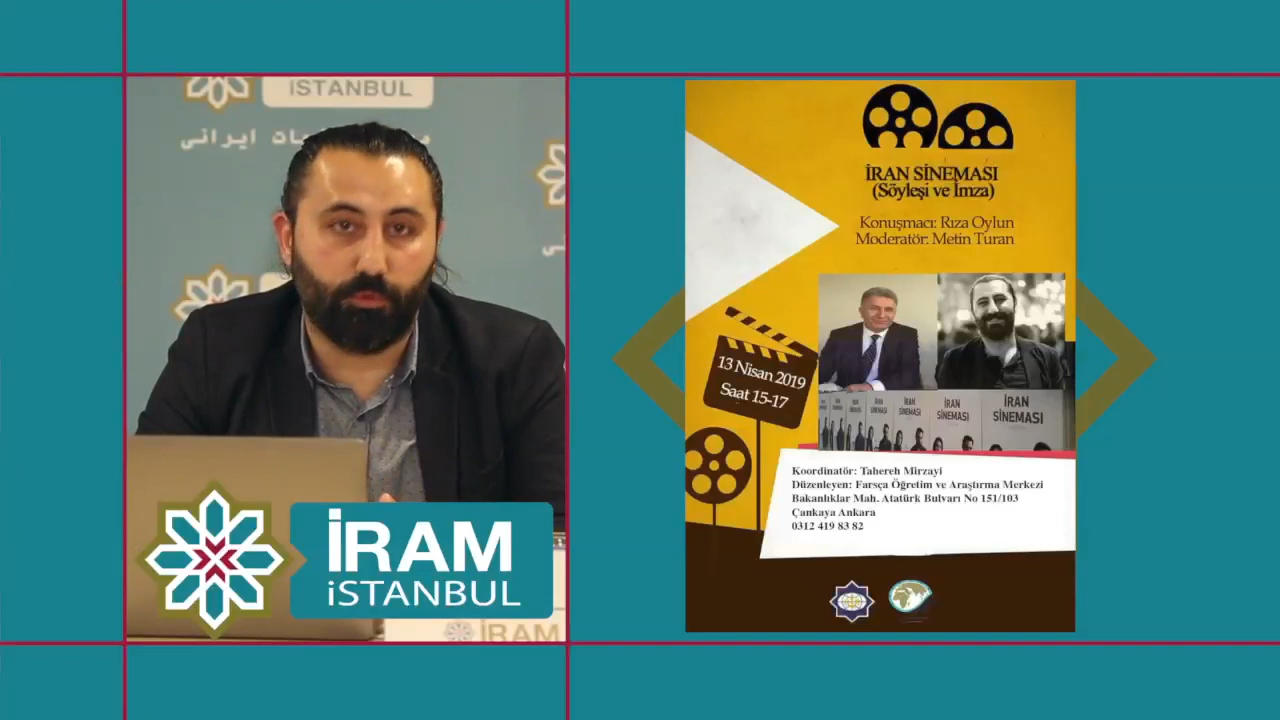 İSTANBUL
İRAM
İSTANBUL
İRAM
İRAN SİNEMASI
(Söyleşi ve İmza)
Konuşmacı: Rıza Oylun
Moderatör: Metin Turan
13 Nisan 2019
Saat 15-17
İRAN
SİNEMASI
İRAN
SİNEMASI
İRAN
SİNEMASI
Koordinatör: Tahereh Mirzayi
Düzenleyen: Farsça Öğretim ve Araştırma Merkezi
Bakanlıklar Mah. Atatürk Bulvarı No 151/103
Çankaya Ankara
0312 419 83 82